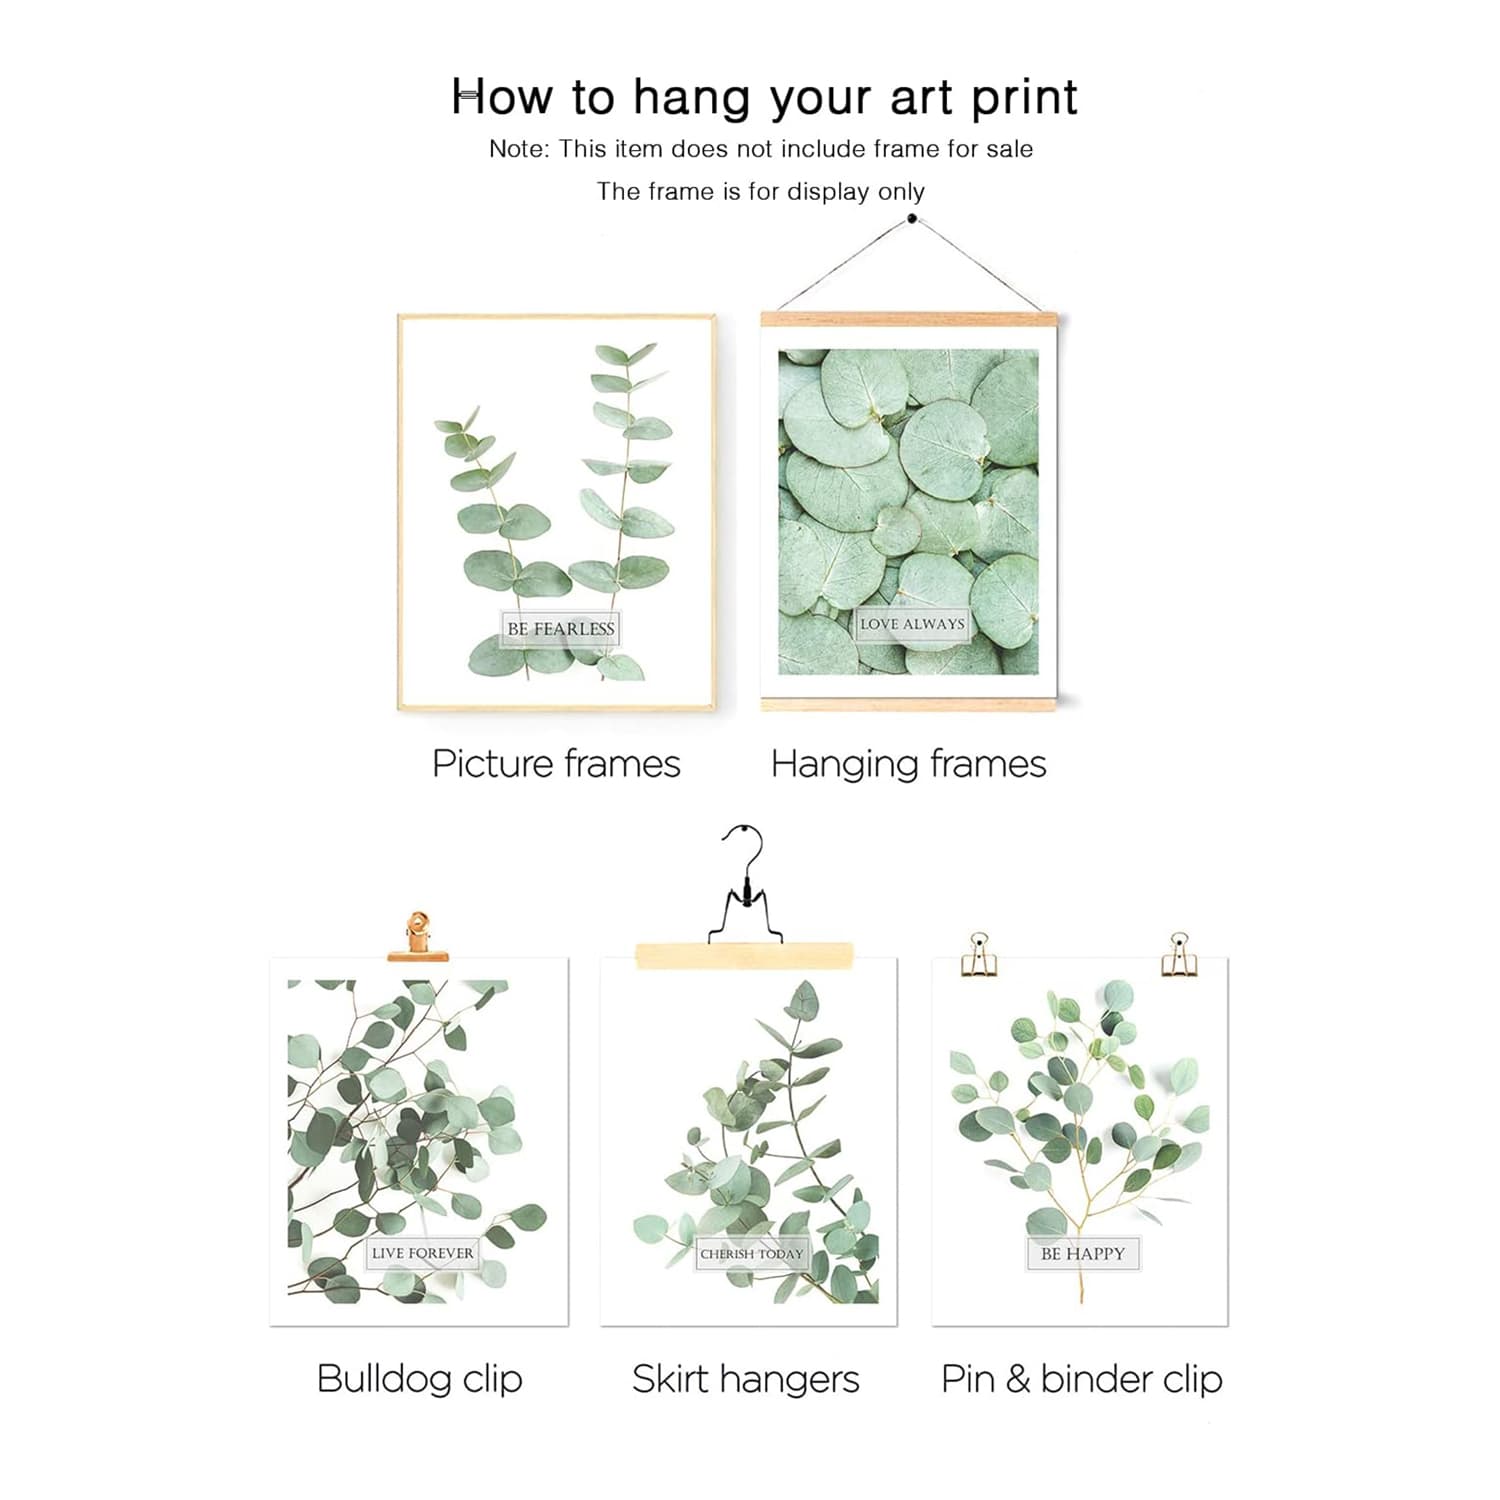 How to hang your art print
Note: This item does not include frame for sale
The frame is for display only
BE FEARLESS
LOVE ALWAYS
Picture frames
Hanging frames
LIVE FOREVER
CHERISH TODAY
BE HAPPY
Bulldog clip
Skirt hangers
Pin & binder clip